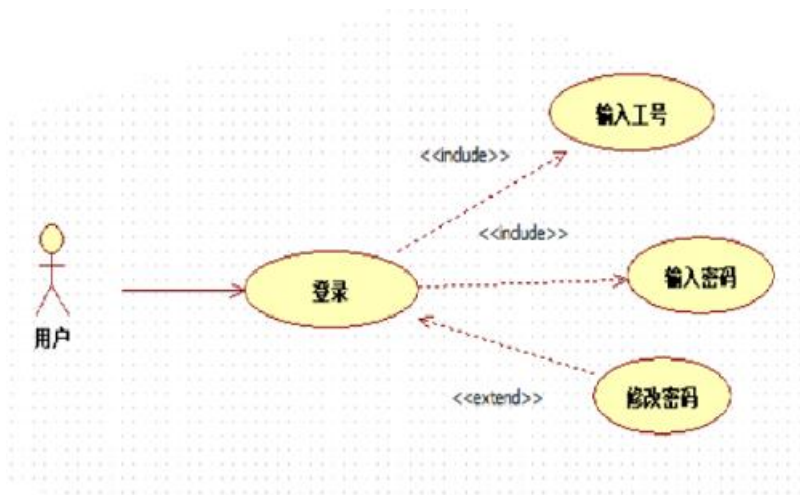 输入工号
<<include>>
<<include>>
输入密码
登录
用户
<<extend>>
修改密码